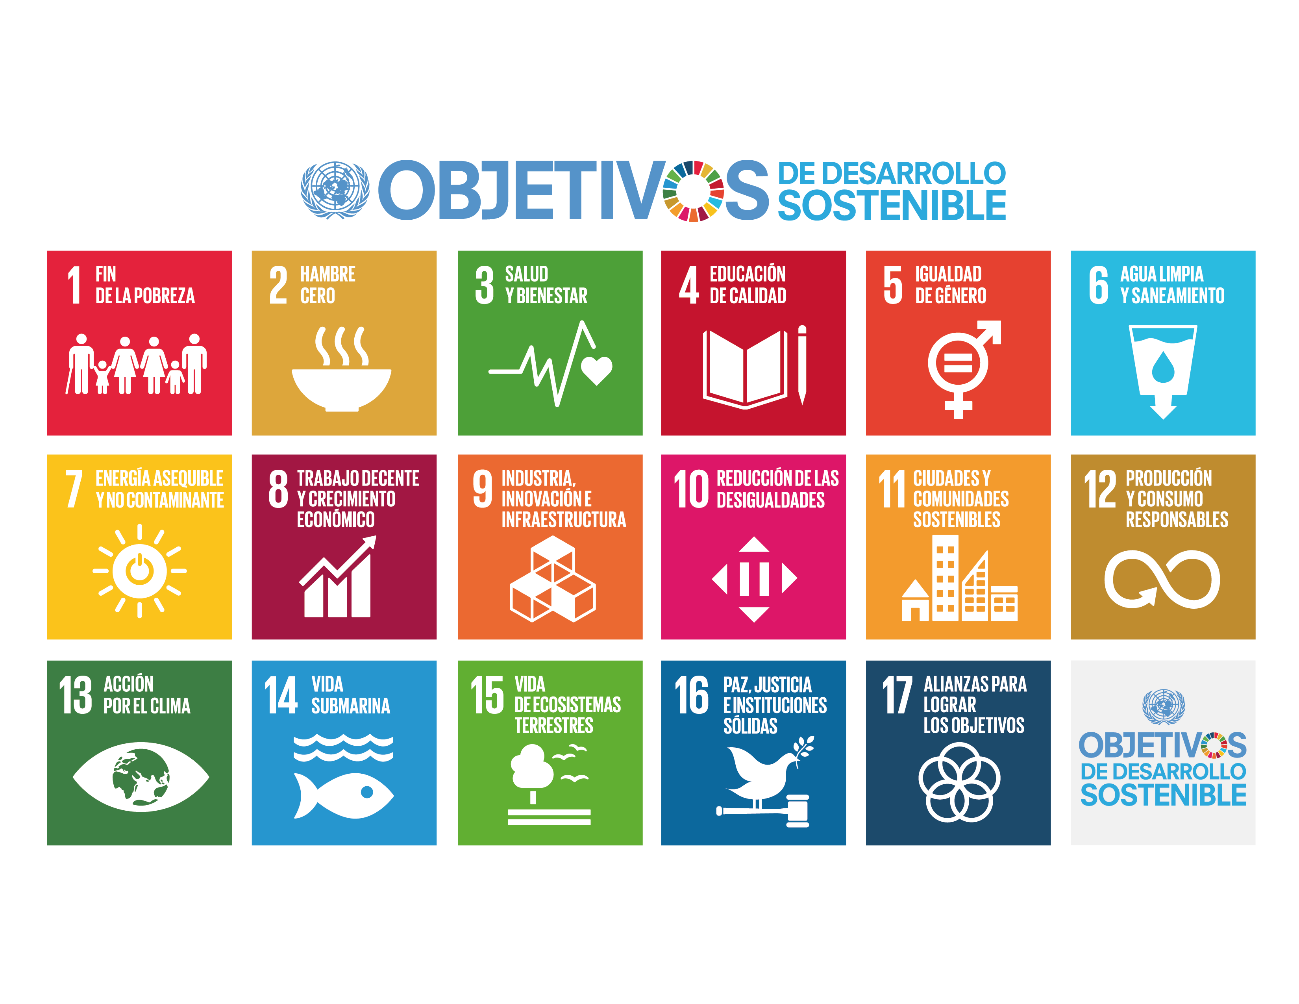 OBJETIVOS DE DESARROLLO
SOSTENIBLE
1 FIN
DE LA POBREZA
2 HAMBRE
CERO
3 SALUD
Y BIENESTAR
4 EDUCACIÓN
DE CALIDAD
5 IGUALDAD
DE GÉNERO
6 AGUA LIMPIA
Y SANEAMIENTO
7 ENERGÍA ASEQUIBLE
Y NO CONTAMINANTE
8 TRABAJO DECENTE
Y CRECIMIENTO
ECONÓMICO
9 INDUSTRIA,
INNOVACIÓN E
INFRAESTRUCTURA
10 REDUCCIÓN DE LAS
DESIGUALDADES
11 CIUDADES Y
COMUNIDADES
SOSTENIBLES
12 PRODUCCIÓN
Y CONSUMO
RESPONSABLES
13 ACCIÓN
POR EL CLIMA
14 VIDA
SUBMARINA
15 VIDA
DE ECOSISTEMAS
TERRESTRES
16 PAZ, JUSTICIA
E INSTITUCIONES
SÓLIDAS
17 ALIANZAS PARA
LOGRAR
LOS OBJETIVOS
OBJETIVOS
DE DESARROLLO
SOSTENIBLE